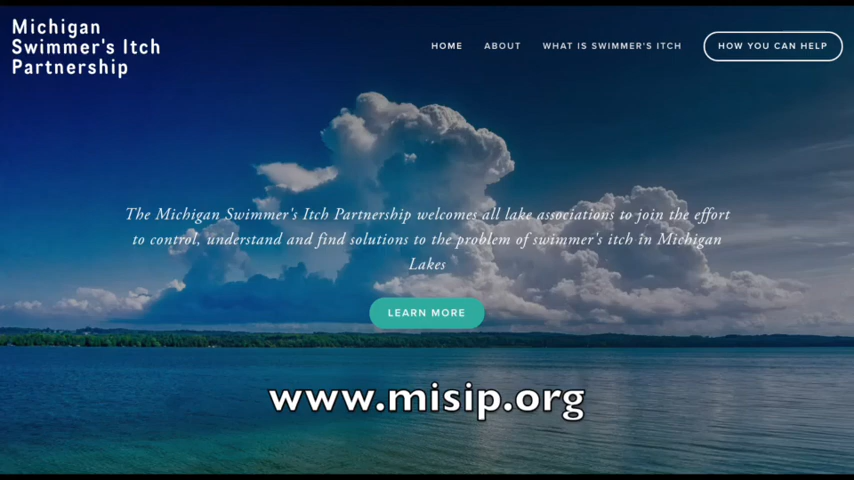 Michigan
Swimmer's Itch
Partnership
HOME ABOUT WHAT IS SWIMMER'S ITCH HOW YOU CAN HELP
The Michigan Swimmer's Itch Partnership welcomes all lake associations to join the effort
to control, understand and find solutions to the problem of swimmer's itch in Michigan
Lakes
LEARN MORE
www.misip.org